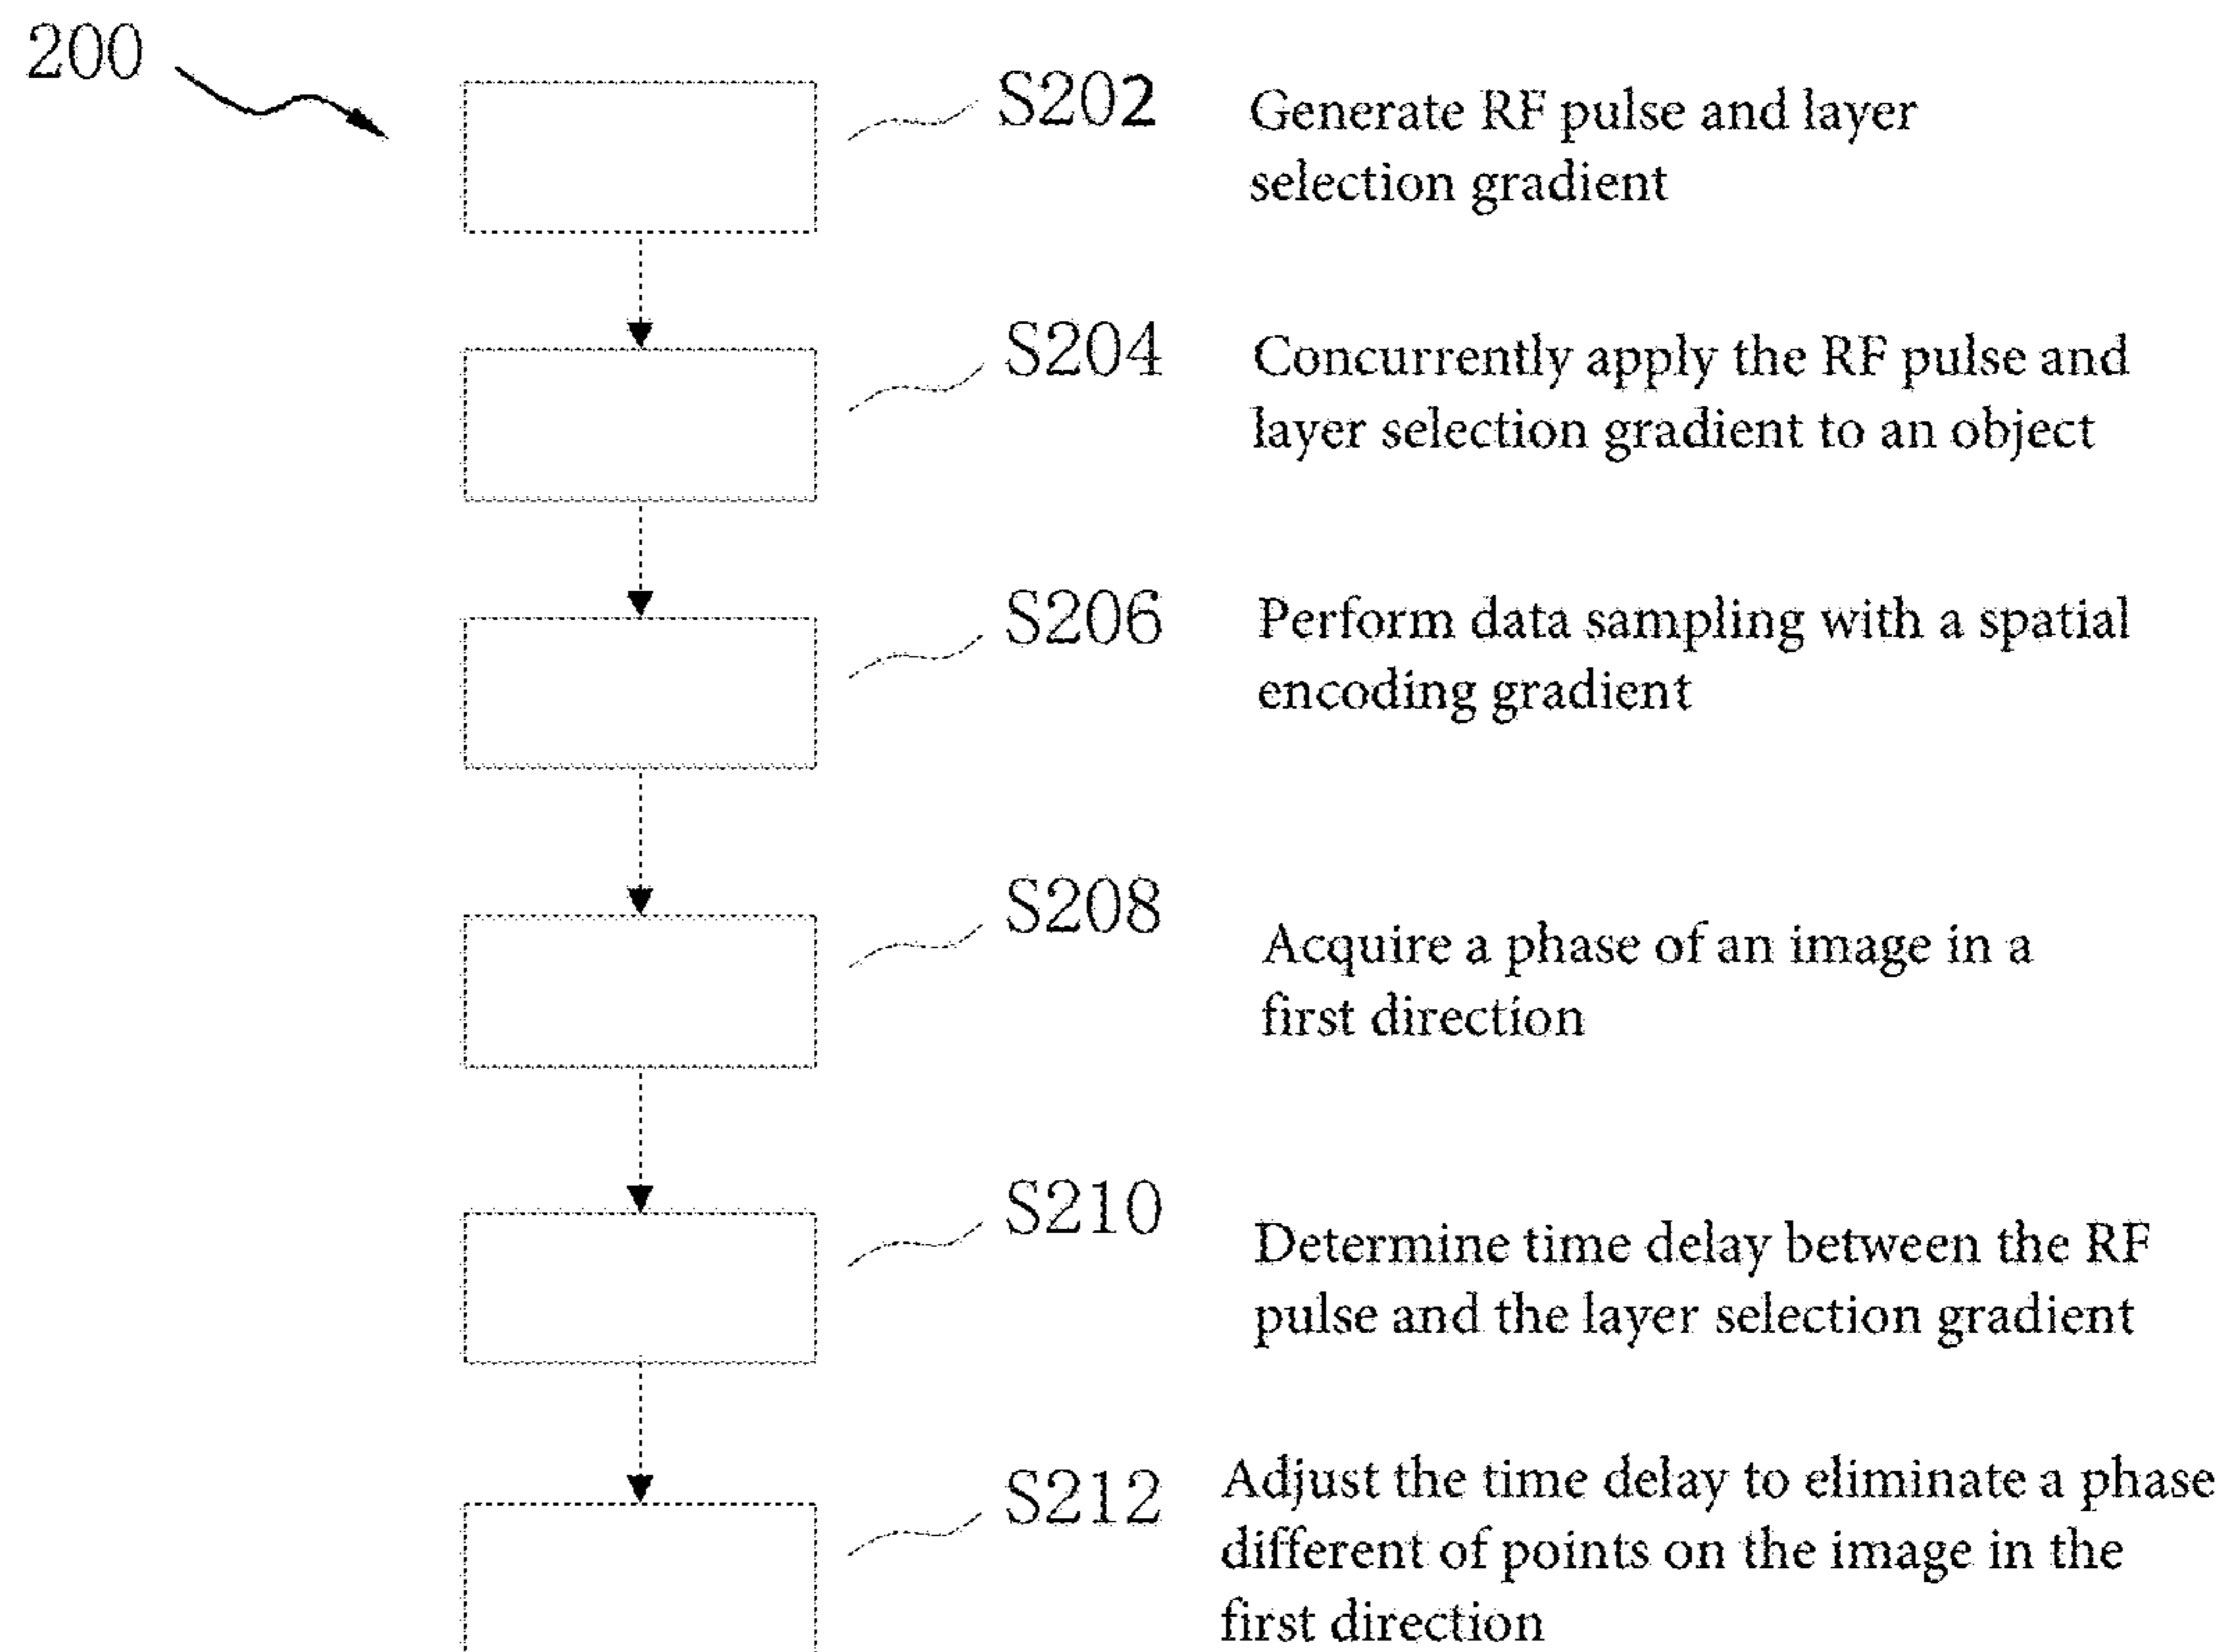 200
S202
Generate RF pulse and layer
selection gradient
S204
Concurrently apply the RF pulse and
layer selection gradient to an object
S206
Perform data sampling with a spatial
encoding gradient
S208
Acquire a phase of an image in a
first direction
S210
Determine time delay between the RF
pulse and the layer selection gradient
S212
Adjust the time delay to eliminate a phase
different of points on the image in the
first direction